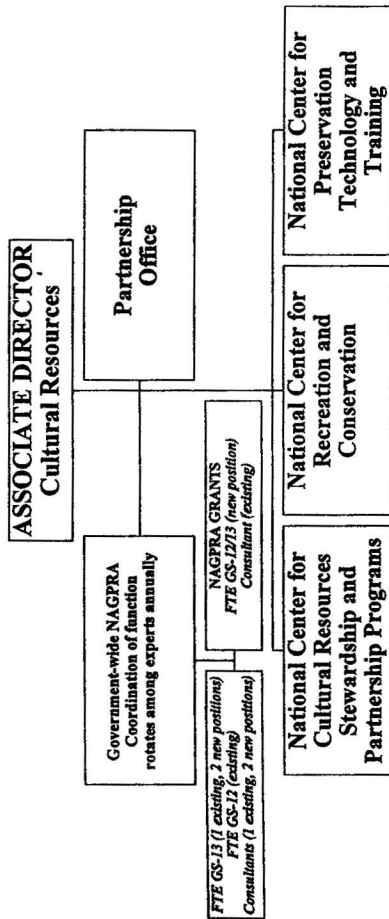 ASSOCIATE DIRECTOR
Cultural Resources
Partnership
Office
Government-wide NAGPRA
Coordination of function
rotates among experts annually
FTE GS-13 (1 existing, 2 new positions)
FTE GS-12 (existing)
Consultants (1 existing, 2 new positions)
NAGPRA GRANTS
FTE GS-12/13 (new position)
Consultant (existing)
National Center for
Cultural Resources
Stewardship and
Partnership Programs
National Center for
Recreation and
Conservation
National Center for
Preservation
Technology and
Training